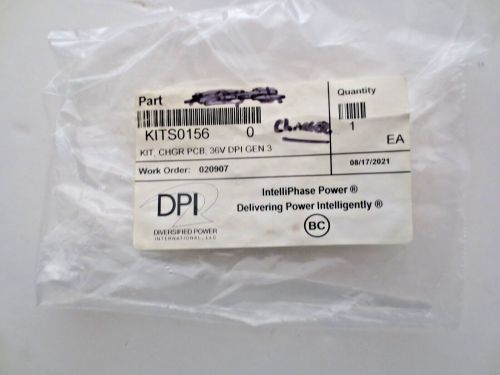 Part
Quantity
KITS0156 0
Charger
1
EA
KIT, CHGR PCB, 36V DPI GEN 3
Work Order: 020907
08/17/2021
DPI
DIVERSIFIED POWER
INTERNATIONAL, LLC
IntelliPhase Power ®
Delivering Power Intelligently ®
BC